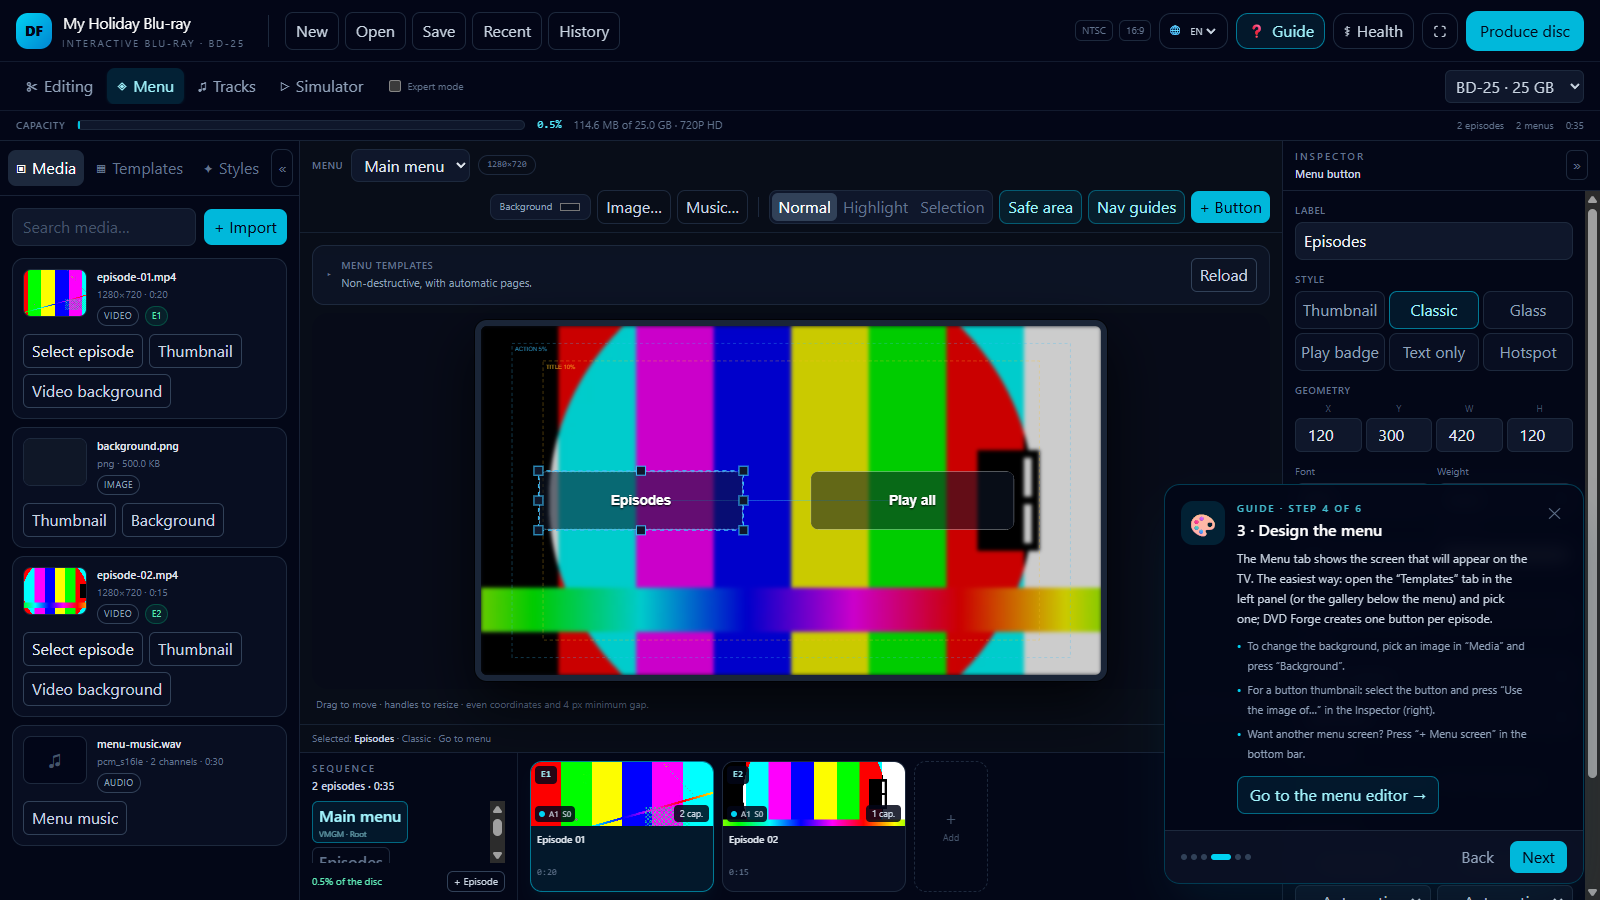 DF
My Holiday Blu-ray
INTERACTIVE BLU-RAY · BD-25
New
Open
Save
Recent
History
NTSC
16:9
EN
Guide
Health
Produce disc
Editing
Menu
Tracks
Simulator
Expert mode
BD-25 · 25 GB
CAPACITY
0.5%
114.6 MB of 25.0 GB · 720P HD
2 episodes
2 menus
0:35
Media
Templates
Styles
«
Search media...
+ Import
episode-01.mp4
1280×720 · 0:20
VIDEO
E1
Select episode
Thumbnail
Video background
background.png
png · 500.0 KB
IMAGE
Thumbnail
Background
episode-02.mp4
1280×720 · 0:15
VIDEO
E2
Select episode
Thumbnail
Video background
menu-music.wav
pcm_s16le · 2 channels · 0:30
AUDIO
Menu music
MENU
Main menu
1280×720
Background
Image...
Music...
Normal
Highlight
Selection
Safe area
Nav guides
+ Button
MENU TEMPLATES
Non-destructive, with automatic pages.
Reload
ACTION 5%
TITLE 10%
Episodes
Play all
Drag to move · handles to resize · even coordinates and 4 px minimum gap.
Selected: Episodes · Classic · Go to menu
SEQUENCE
2 episodes · 0:35
Main menu
VMGM · Root
Episodes
0.5% of the disc
+ Episode
E1
A1 S0
2 cap.
Episode 01
0:20
E2
A1 S0
1 cap.
Episode 02
0:15
+
Add
INSPECTOR
Menu button
»
LABEL
Episodes
STYLE
Thumbnail
Classic
Glass
Play badge
Text only
Hotspot
GEOMETRY
X
Y
W
H
120
300
420
120
Font
Weight
GUIDE · STEP 4 OF 6
3 · Design the menu
The Menu tab shows the screen that will appear on the
TV. The easiest way: open the “Templates” tab in the
left panel (or the gallery below the menu) and pick
one; DVD Forge creates one button per episode.
• To change the background, pick an image in “Media” and
press “Background”.
• For a button thumbnail: select the button and press “Use
the image of...” in the Inspector (right).
• Want another menu screen? Press “+ Menu screen” in the
bottom bar.
Go to the menu editor →
Back
Next